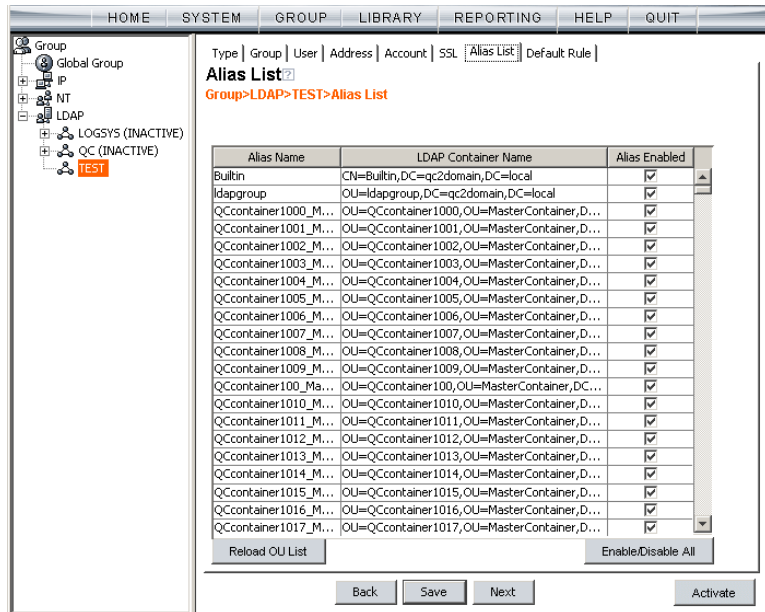 HOME SYSTEM GROUP LIBRARY REPORTING HELP QUIT
Group
Global Group
IP
NT
LDAP
LOGSYS (INACTIVE)
QC (INACTIVE)
TEST
Type | Group | User | Address | Account | SSL | Alias List | Default Rule |
Alias List ?
Group>LDAP>TEST>Alias List
Alias Name LDAP Container Name Alias Enabled
Builtin CN=Builtin,DC=qc2domain,DC=local
ldapgroup OU=ldapgroup,DC=qc2domain,DC=local
QCcontainer1000_M... OU=QCcontainer1000,OU=MasterContainer,D...
QCcontainer1001_M... OU=QCcontainer1001,OU=MasterContainer,D...
QCcontainer1002_M... OU=QCcontainer1002,OU=MasterContainer,D...
QCcontainer1003_M... OU=QCcontainer1003,OU=MasterContainer,D...
QCcontainer1004_M... OU=QCcontainer1004,OU=MasterContainer,D...
QCcontainer1005_M... OU=QCcontainer1005,OU=MasterContainer,D...
QCcontainer1006_M... OU=QCcontainer1006,OU=MasterContainer,D...
QCcontainer1007_M... OU=QCcontainer1007,OU=MasterContainer,D...
QCcontainer1008_M... OU=QCcontainer1008,OU=MasterContainer,D...
QCcontainer1009_M... OU=QCcontainer1009,OU=MasterContainer,D...
QCcontainer100_Ma... OU=QCcontainer100,OU=MasterContainer,DC...
QCcontainer1010_M... OU=QCcontainer1010,OU=MasterContainer,D...
QCcontainer1011_M... OU=QCcontainer1011,OU=MasterContainer,D...
QCcontainer1012_M... OU=QCcontainer1012,OU=MasterContainer,D...
QCcontainer1013_M... OU=QCcontainer1013,OU=MasterContainer,D...
QCcontainer1014_M... OU=QCcontainer1014,OU=MasterContainer,D...
QCcontainer1015_M... OU=QCcontainer1015,OU=MasterContainer,D...
QCcontainer1016_M... OU=QCcontainer1016,OU=MasterContainer,D...
QCcontainer1017_M... OU=QCcontainer1017,OU=MasterContainer,D...
Reload OU List Enable/Disable All
Back Save Next Activate